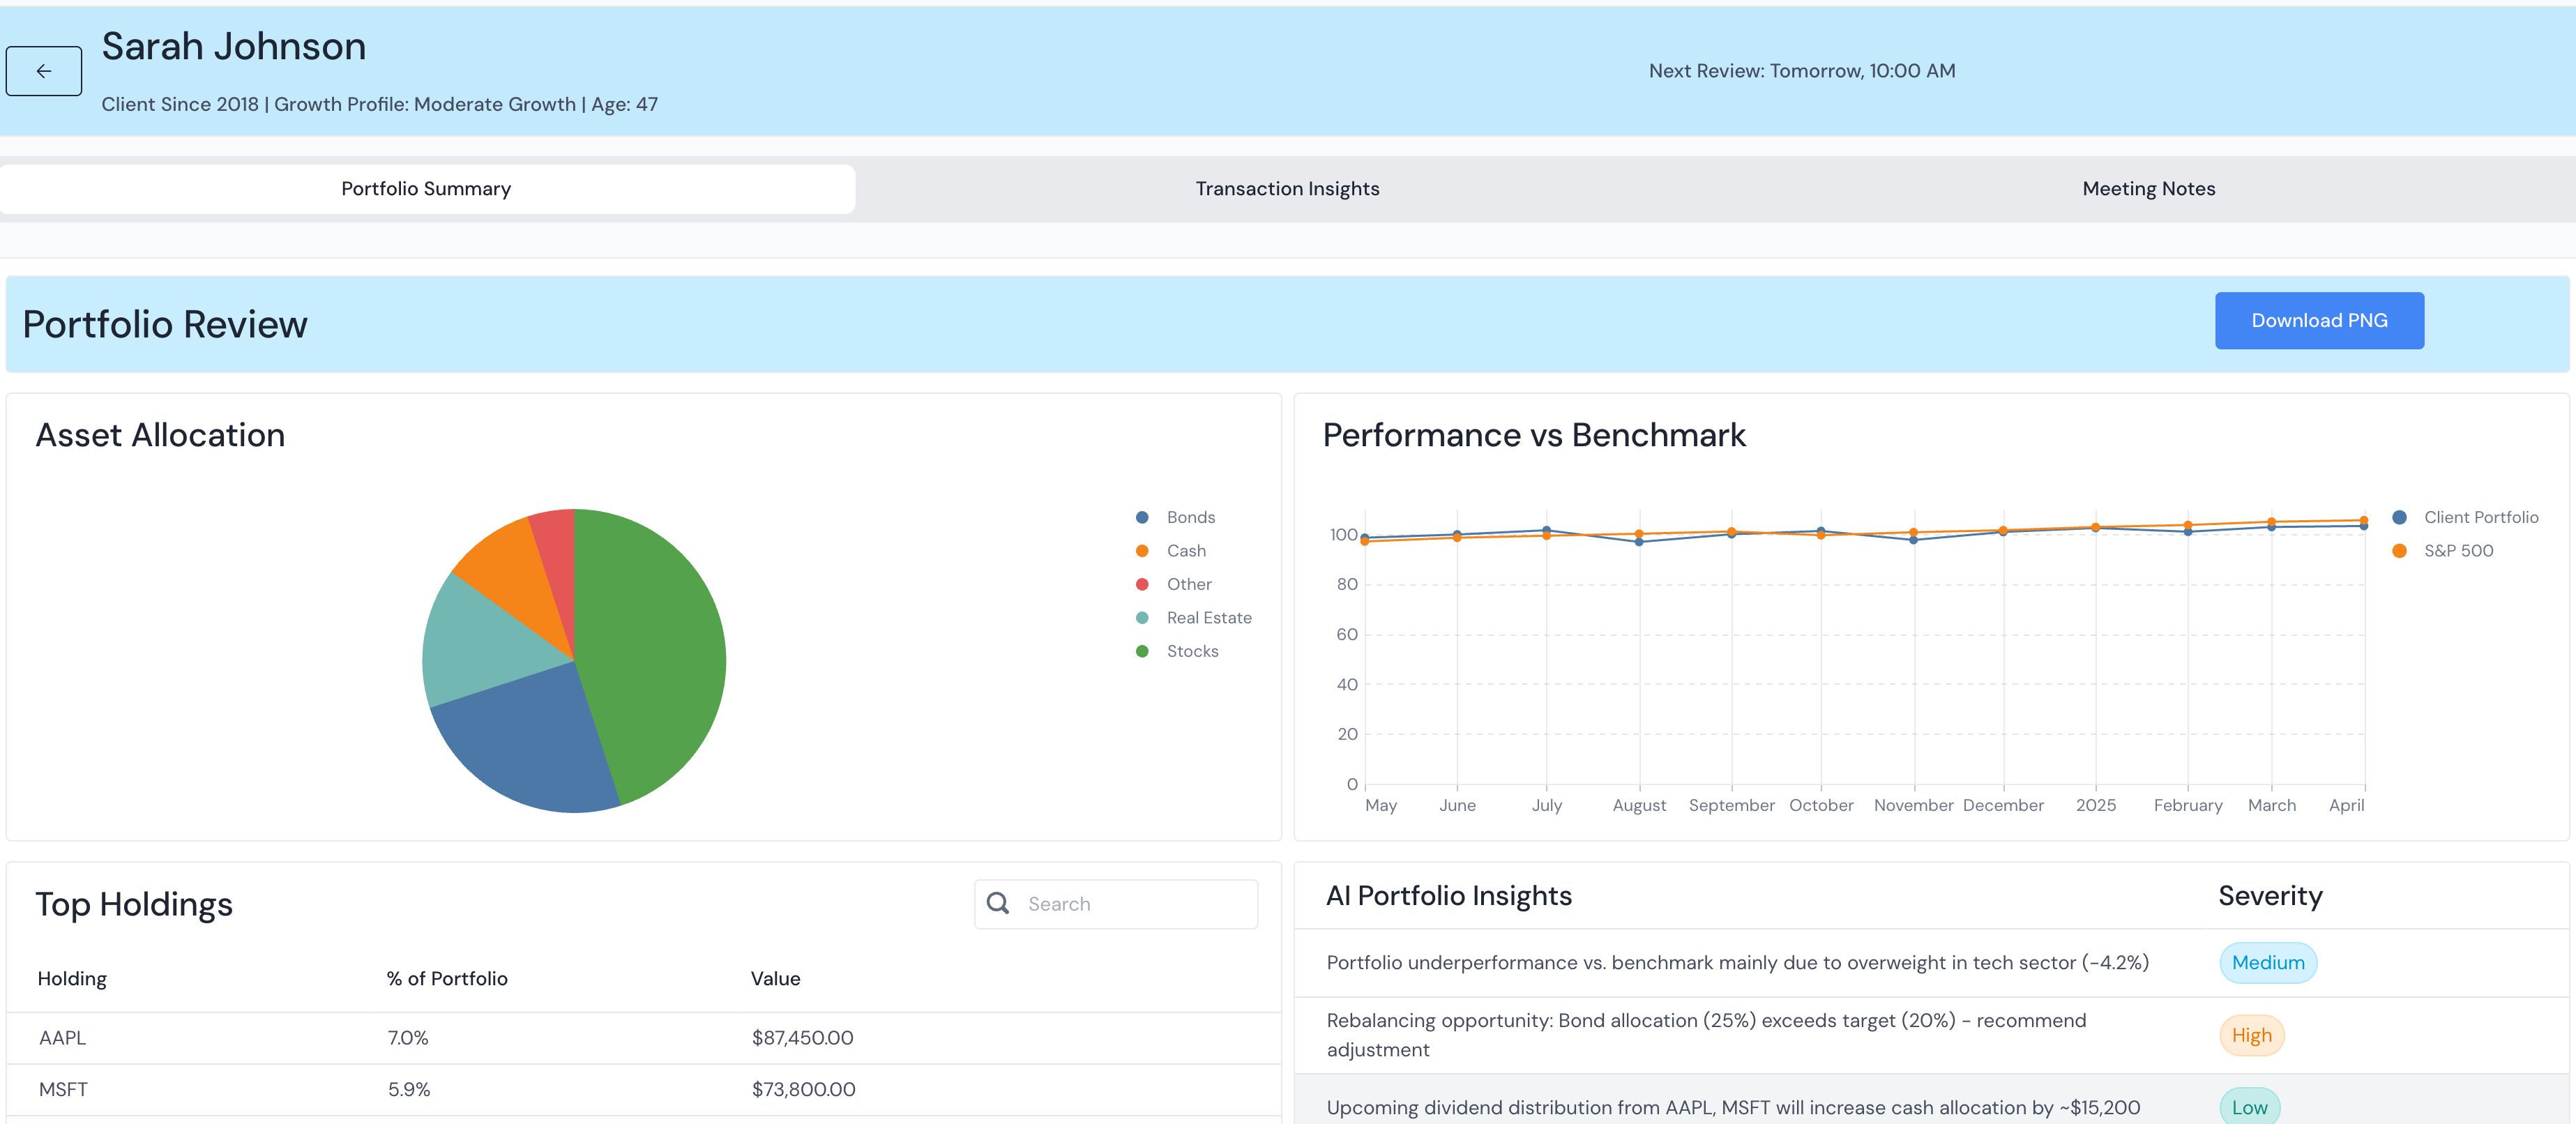 Sarah Johnson
Client Since 2018 | Growth Profile: Moderate Growth | Age: 47
Next Review: Tomorrow, 10:00 AM
Portfolio Summary
Transaction Insights
Meeting Notes
Portfolio Review
Download PNG
Asset Allocation
Bonds
Cash
Other
Real Estate
Stocks
Performance vs Benchmark
100
80
60
40
20
0
May June July August September October November December 2025 February March April
Client Portfolio
S&P 500
Top Holdings
Search
Holding % of Portfolio Value
AAPL 7.0% $87,450.00
MSFT 5.9% $73,800.00
AI Portfolio Insights Severity
Portfolio underperformance vs. benchmark mainly due to overweight in tech sector (-4.2%) Medium
Rebalancing opportunity: Bond allocation (25%) exceeds target (20%) - recommend
adjustment
High
Upcoming dividend distribution from AAPL, MSFT will increase cash allocation by ~$15,200 Low